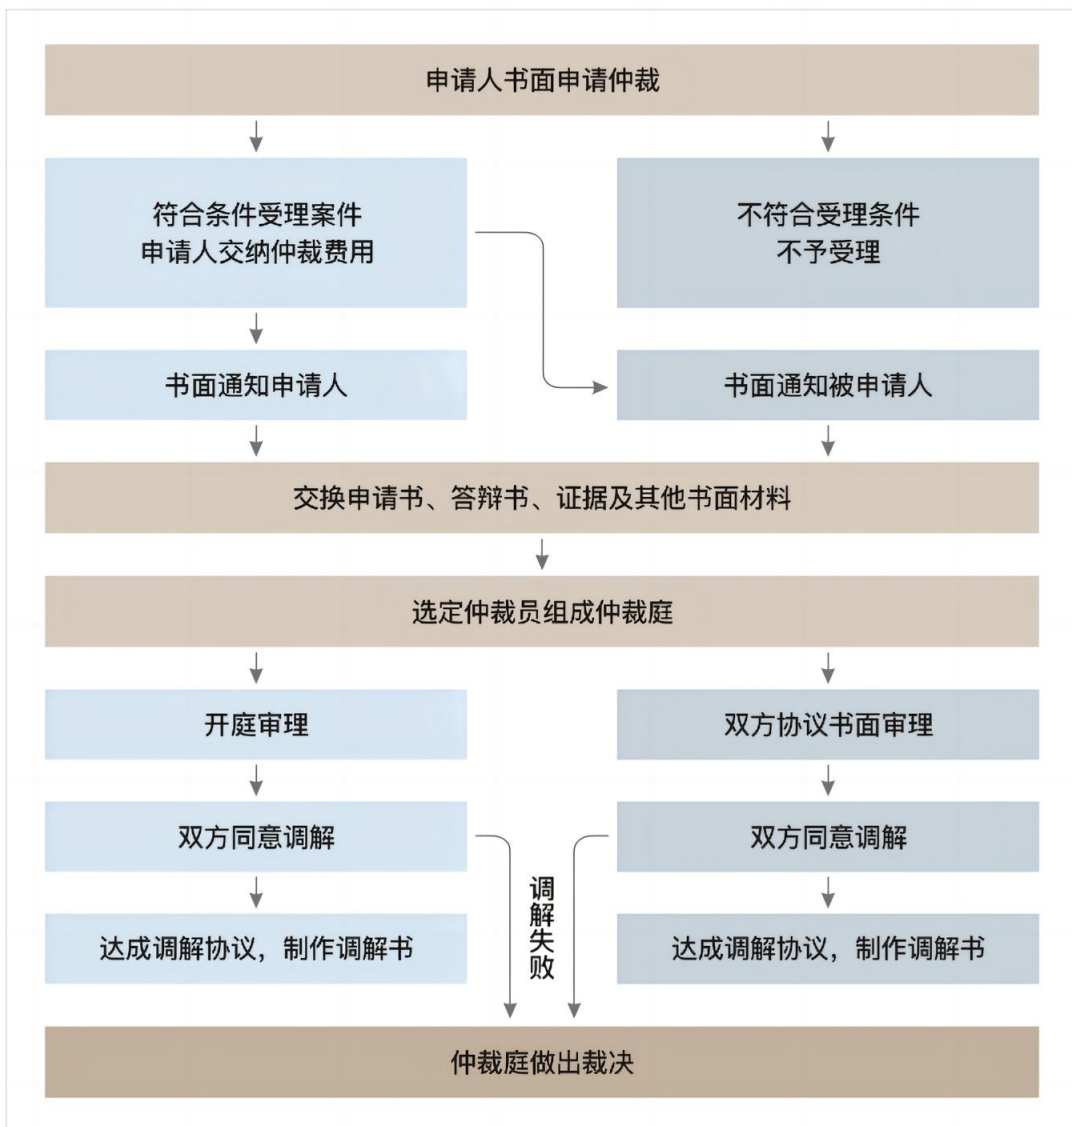 申请人书面申请仲裁
符合条件受理案件
申请人交纳仲裁费用
不符合受理条件
不予受理
书面通知申请人
书面通知被申请人
交换申请书、答辩书、证据及其他书面材料
选定仲裁员组成仲裁庭
开庭审理
双方协议书面审理
双方同意调解
双方同意调解
调解失败
达成调解协议，制作调解书
达成调解协议，制作调解书
仲裁庭做出裁决